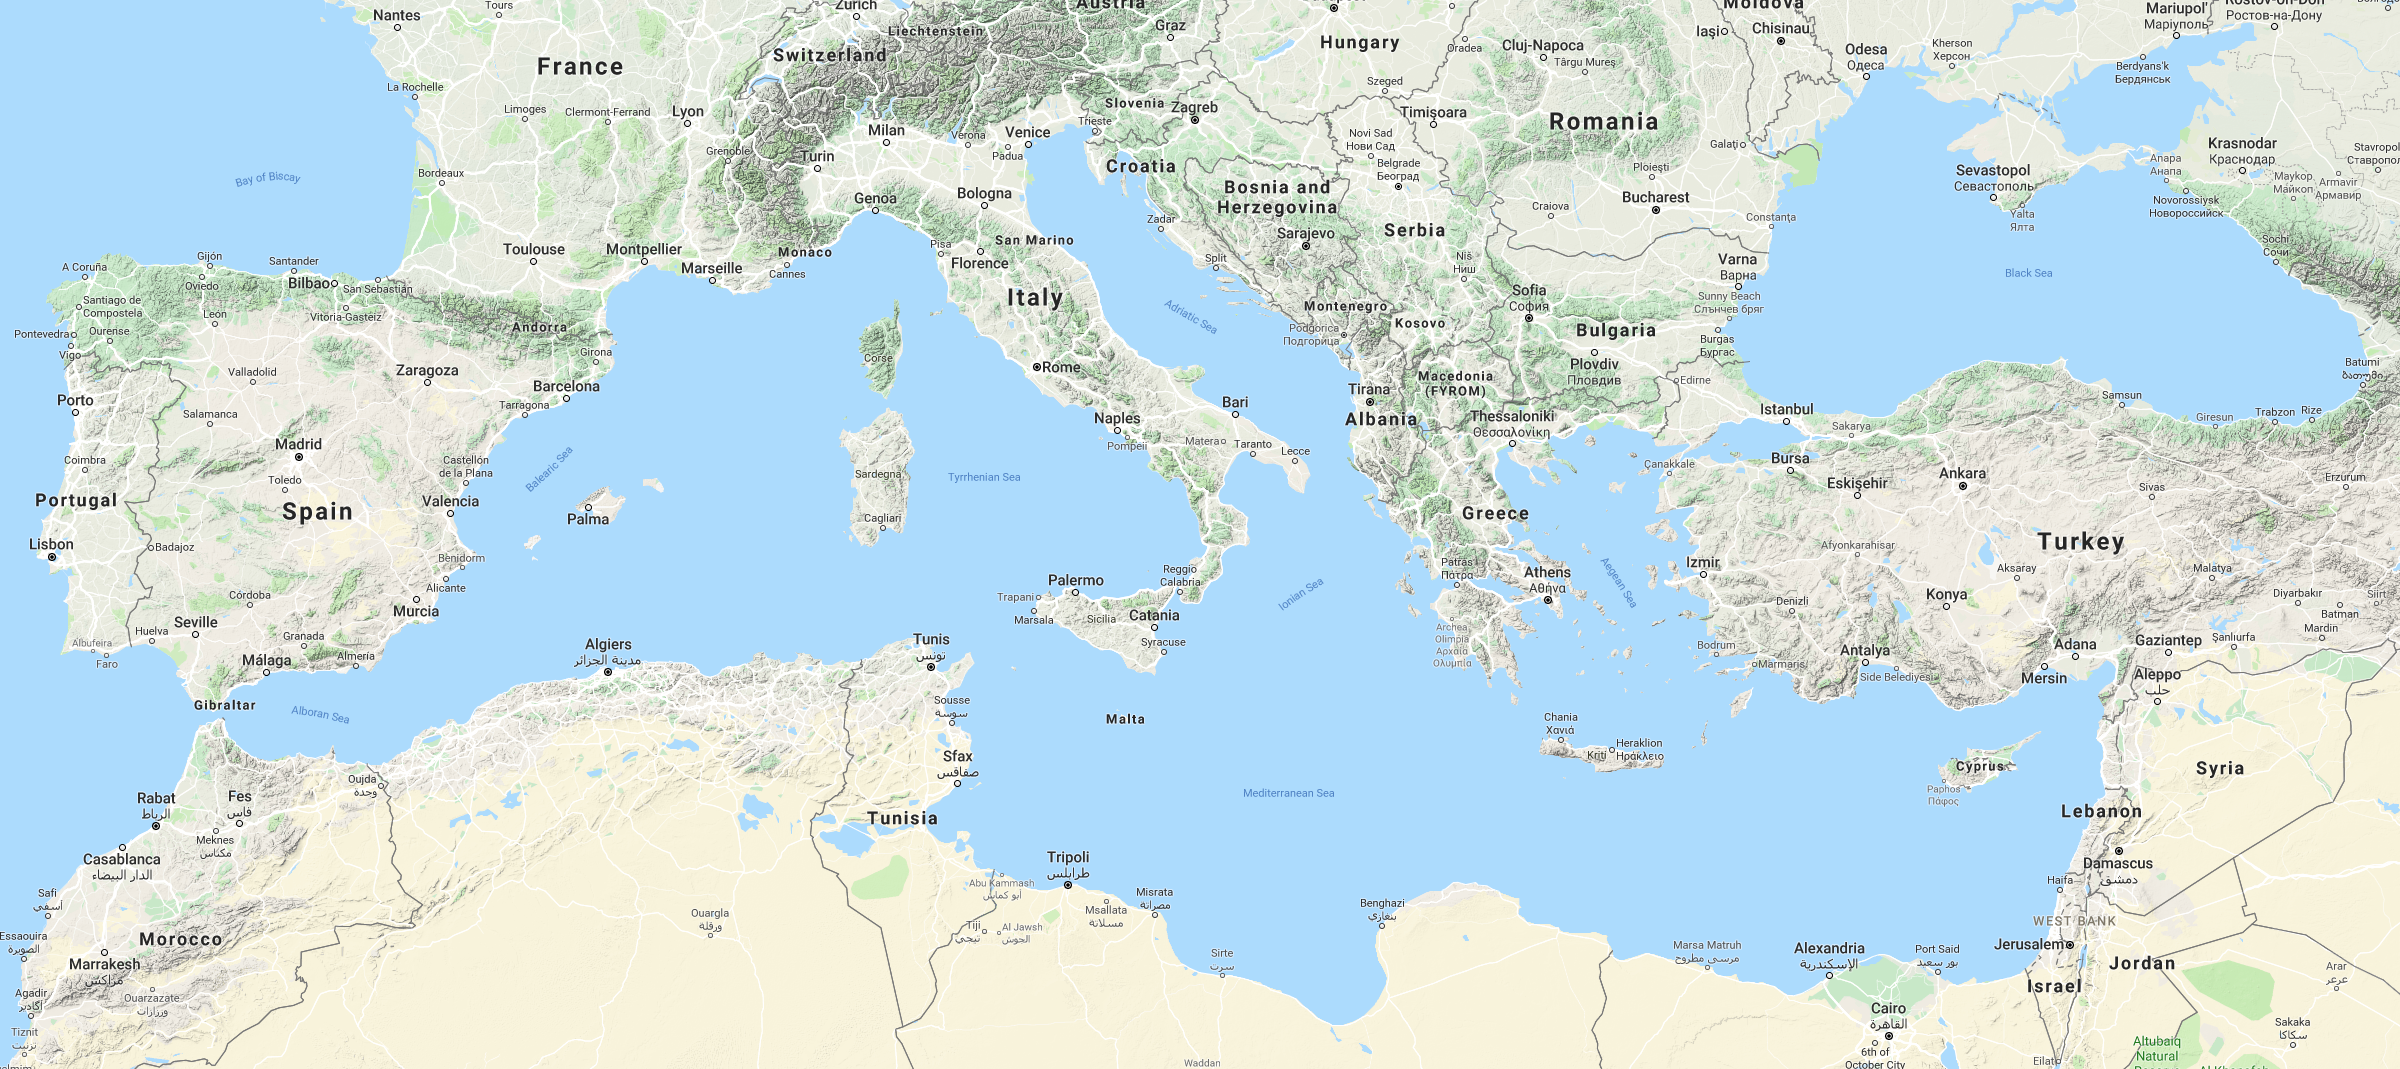 Nantes
Tours
Zürich
Liechtenstein
Austria
Graz
Moldova
Mariupol'
Маріуполь
Ростов-на-Дону
France
Switzerland
Hungary
Oradea
Cluj-Napoca
Târgu Mureș
Iași
Chisinau
Odesa
Одеса
Kherson
Херсон
Berdyans'k
Бердянськ
La Rochelle
Limoges
Clermont-Ferrand
Lyon
Milan
Verona
Venice
Padua
Slovenia
Trieste
Zagreb
Szeged
Timișoara
Romania
Novi Sad
Нови Сад
Belgrade
Београд
Galați
Ploiești
Bucharest
Craiova
Constanța
Sevastopol
Севастополь
Yalta
Ялта
Anapa
Анапа
Krasnodar
Краснодар
Stavropol
Maykop
Майкоп
Armavir
Армавир
Novorossiysk
Новороссийск
Sochi
Сочи
Bay of Biscay
Bordeaux
Grenoble
Turin
Genoa
Bologna
Croatia
Bosnia and
Herzegovina
Sarajevo
Serbia
Niš
Ниш
Zadar
Split
Toulouse
Montpellier
Marseille
Monaco
Cannes
Pisa
Florence
San Marino
Italy
Adriatic Sea
Montenegro
Podgorica
Подгорица
Kosovo
Sofia
София
Varna
Варна
Sunny Beach
Слънчев бряг
Bulgaria
Burgas
Бургас
Plovdiv
Пловдив
Black Sea
Batumi
ბათუმი
A Coruña
Gijón
Oviedo
Santander
Bilbao
San Sebastian
Santiago de
Compostela
León
Vitoria-Gasteiz
Pontevedra
Ourense
Vigo
Andorra
Girona
Valladolid
Zaragoza
Barcelona
Tarragona
Porto
Salamanca
Madrid
Toledo
Coimbra
Castellón
de la Plana
Balearic Sea
Portugal
Spain
Valencia
Palma
Lisbon
Badajoz
Benidorm
Alicante
Córdoba
Murcia
Seville
Huelva
Granada
Albufeira
Faro
Málaga
Almería
Gibraltar
Alboran Sea
Corse
Rome
Sardegna
Cagliari
Tyrrhenian Sea
Naples
Pompeii
Bari
Matera
Taranto
Lecce
Tirana
Albania
Macedonia
(FYROM)
Thessaloniki
Θεσσαλονίκη
Edirne
Istanbul
Sakarya
Samsun
Giresun
Trabzon
Rize
Bursa
Çanakkale
Eskişehir
Ankara
Sivas
Erzurum
Greece
Turkey
Patras
Πάτρα
Athens
Αθήνα
Aegean Sea
Izmir
Afyonkarahisar
Aksaray
Konya
Malatya
Diyarbakır
Siirt
Batman
Mardin
Denizli
Bodrum
Marmaris
Antalya
Side Belediyesi
Adana
Mersin
Gaziantep
Şanlıurfa
Aleppo
حلب
Reggio
Calabria
Palermo
Trapani
Marsala
Sicilia
Catania
Syracuse
Ionian Sea
Archea
Olimpia
Αρχαία
Ολυμπία
Algiers
مدينة الجزائر
Tunis
تونس
Sousse
سوسة
Malta
Chania
Χανιά
Kriti
Heraklion
Ηράκλειο
Cyprus
Paphos
Πάφος
Syria
Lebanon
Damascus
دمشق
Haifa
WEST BANK
Jerusalem
Jordan
Israel
Eilat
Mediterranean Sea
Sfax
صفاقس
Tunisia
Oujda
وجدة
Rabat
الرباط
Fes
فاس
Meknes
مكناس
Casablanca
الدار البيضاء
Safi
آسفي
Essaouira
الصويرة
Morocco
Marrakesh
مراكش
Agadir
أكادير
Ouarzazate
ورزازات
Tiznit
تيزنيت
Ouargla
ورقلة
Abu Kammash
أبو كماش
Tripoli
طرابلس
Msallata
مسلاتة
Misrata
مصراتة
Tiji
تيجي
Al Jawsh
الجوش
Sirte
سرت
Waddan
Benghazi
بنغازي
Marsa Matruh
مرسى مطروح
Alexandria
الإسكندرية
Port Said
بور سعيد
Cairo
القاهرة
6th of
October City
Arar
عرعر
Sakaka
سكاكا
Altubaiq
Natural